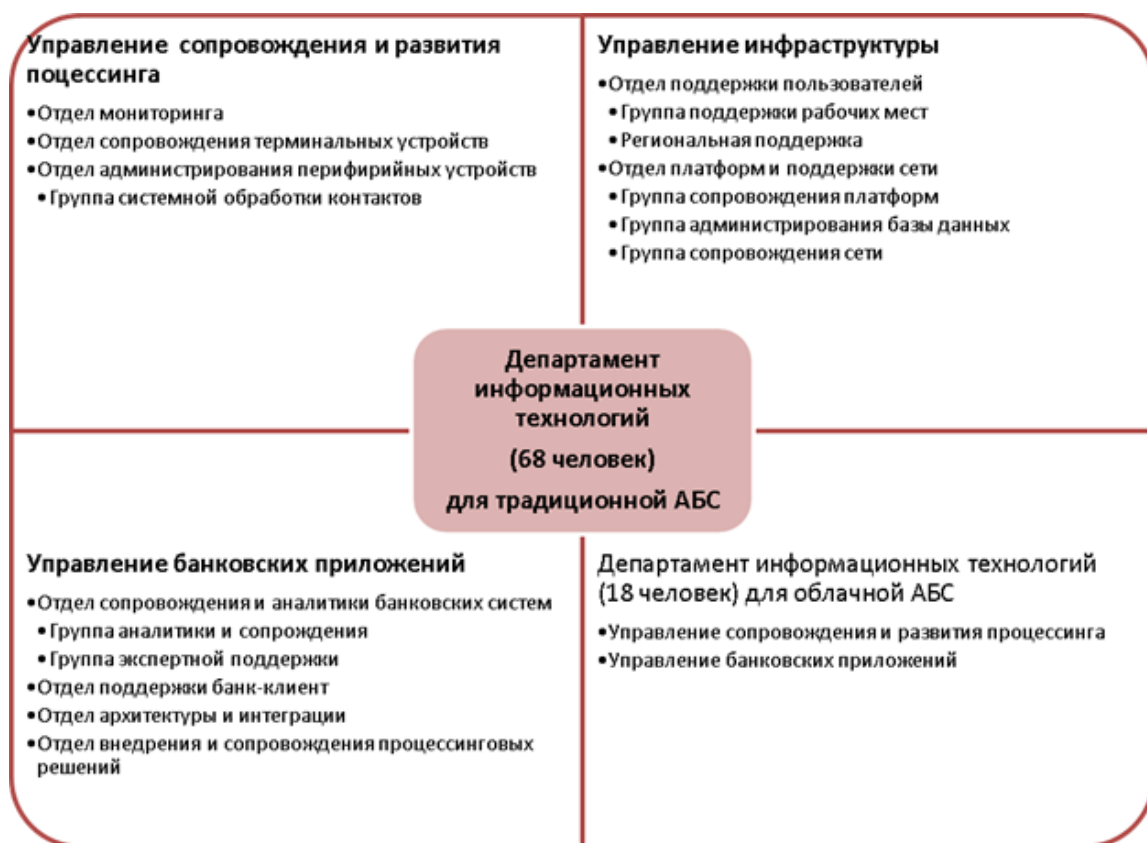 Управление сопровождения и развития
поцессинга
•Отдел мониторинга
•Отдел сопровождения терминальных устройств
•Отдел администрирования перифирийных устройств
•Группа системной обработки контактов
Управление инфраструктуры
•Отдел поддержки пользователей
•Группа поддержки рабочих мест
•Региональная поддержка
•Отдел платформ и поддержки сети
•Группа сопровождения платформ
•Группа администрирования базы данных
•Группа сопровождения сети
Департамент
информационных
технологий
(68 человек)
для традиционной АБС
Управление банковских приложений
•Отдел сопровождения и аналитики банковских систем
•Группа аналитики и сопрождения
•Группа экспертной поддержки
•Отдел поддержки банк-клиент
•Отдел архитектуры и интеграции
•Отдел внедрения и сопровождения процессинговых
решений
Департамент информационных технологий
(18 человек) для облачной АБС
•Управление сопровождения и развития процессинга
•Управление банковских приложений